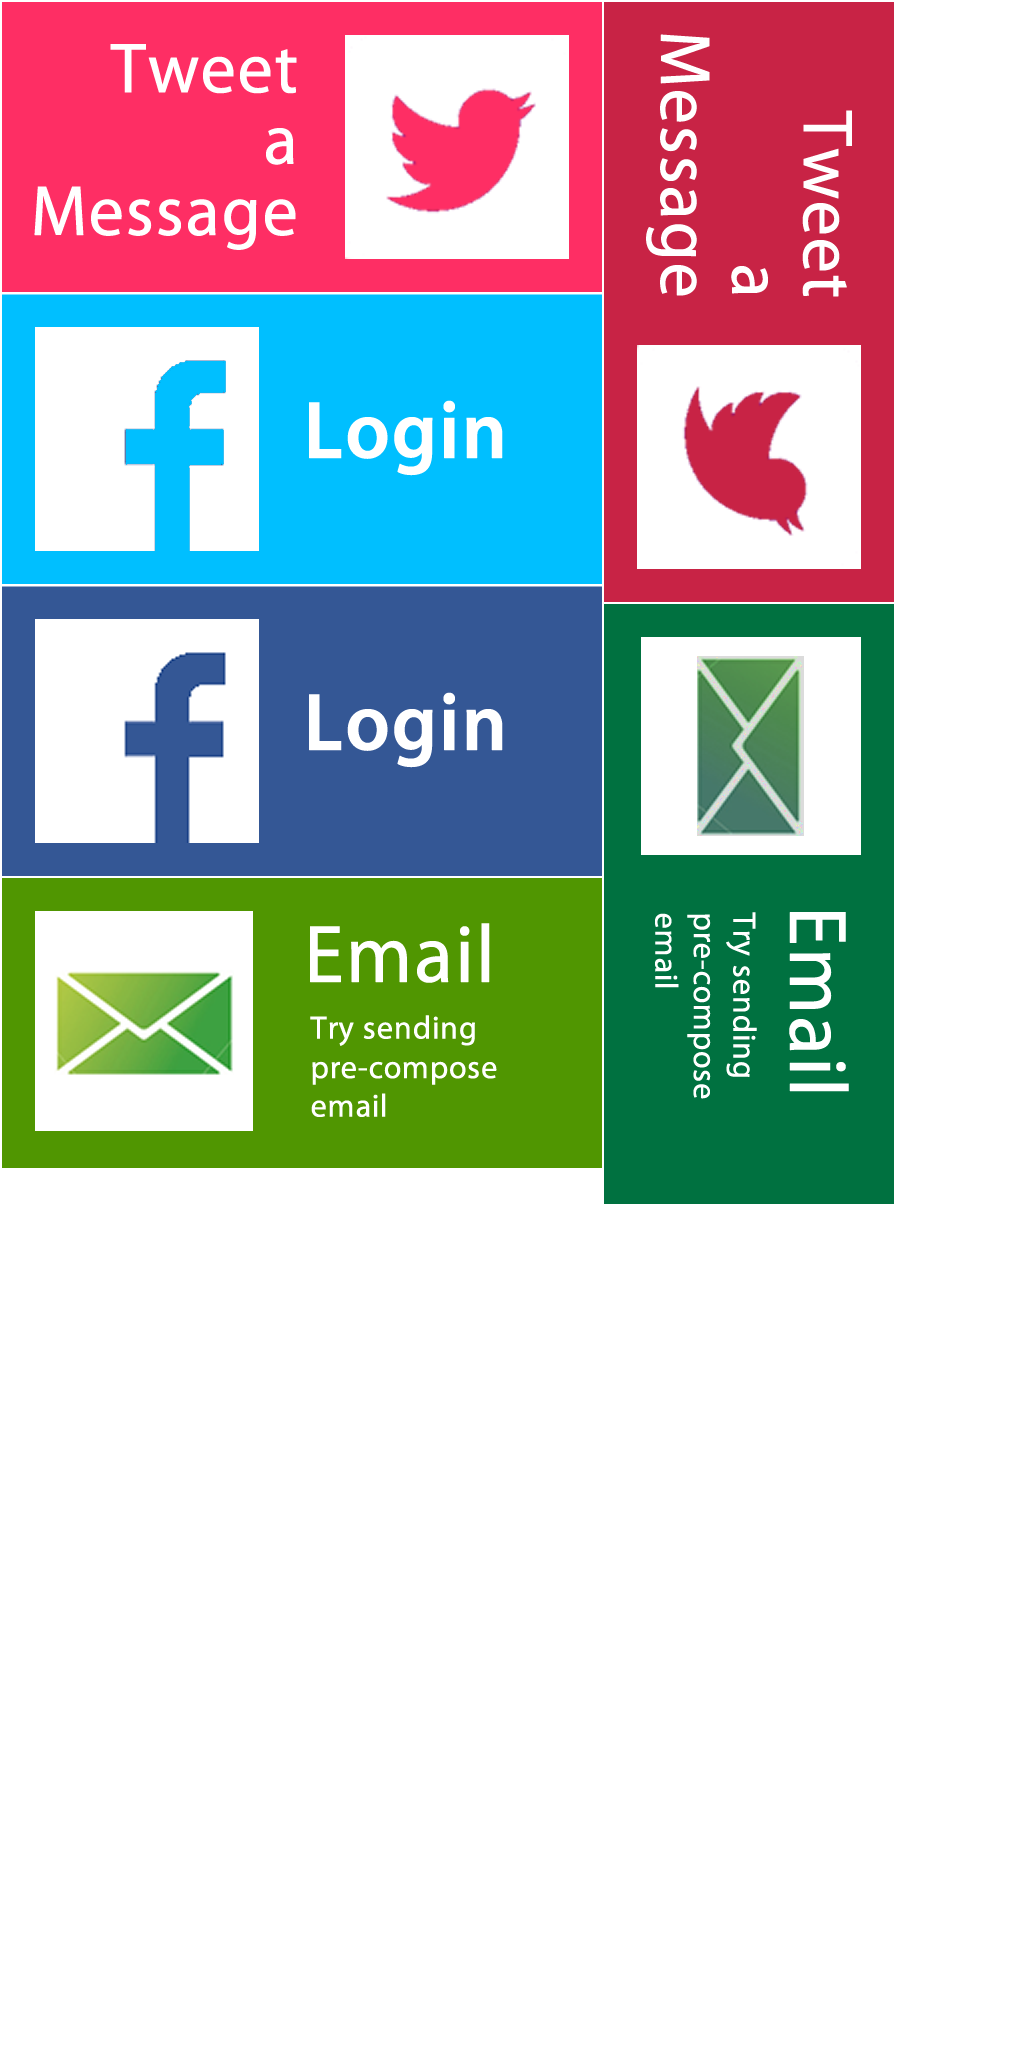 Tweet
a
Message
Login
Login
Email
Try sending
pre-compose
email
Tweet
a
Message
Email
Try sending
pre-compose
email